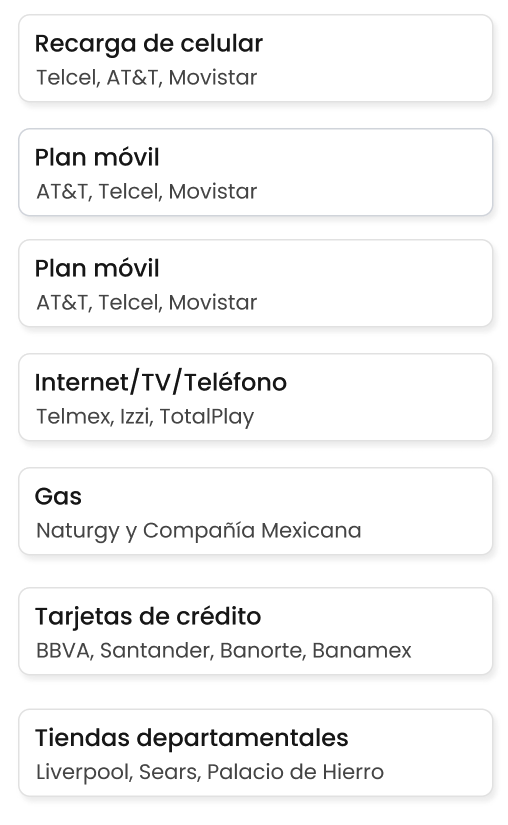 Recarga de celular
Telcel, AT&T, Movistar
Plan móvil
AT&T, Telcel, Movistar
Plan móvil
AT&T, Telcel, Movistar
Internet/TV/Teléfono
Telmex, Izzi, TotalPlay
Gas
Naturgy y Compañía Mexicana
Tarjetas de crédito
BBVA, Santander, Banorte, Banamex
Tiendas departamentales
Liverpool, Sears, Palacio de Hierro